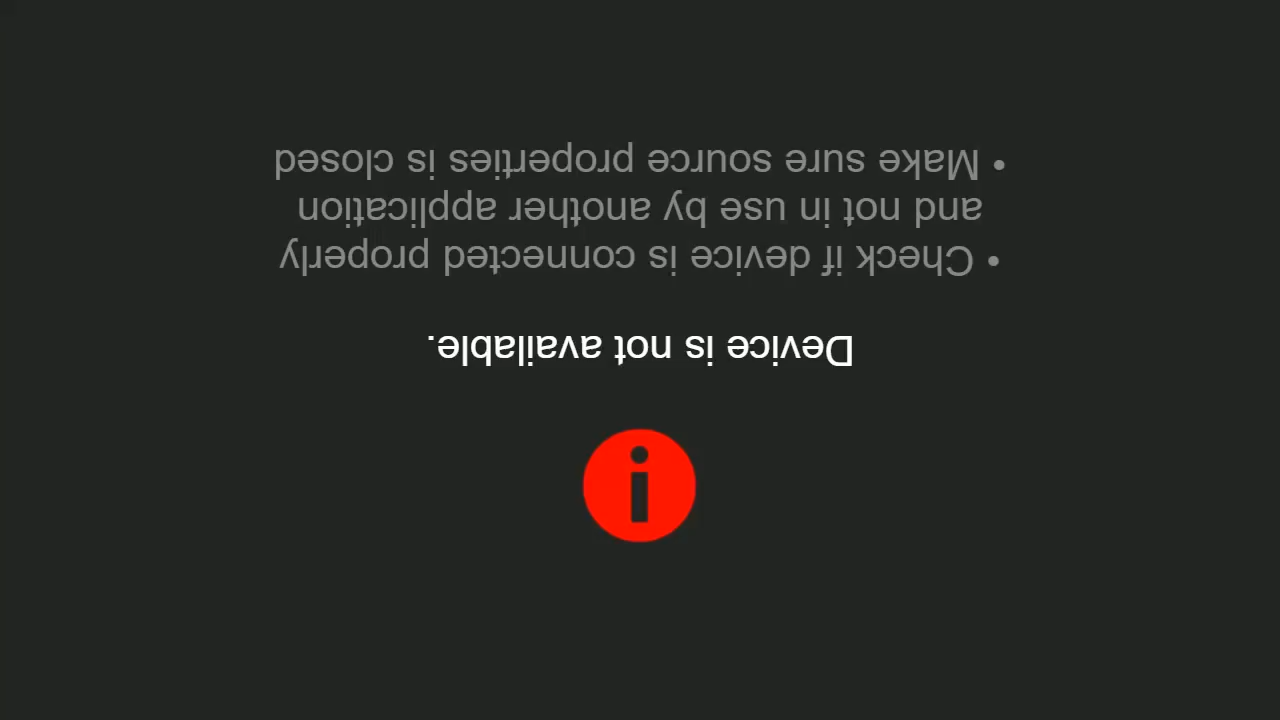 Device is not available.
• Check if device is connected properly
and not in use by another application
• Make sure source properties is closed